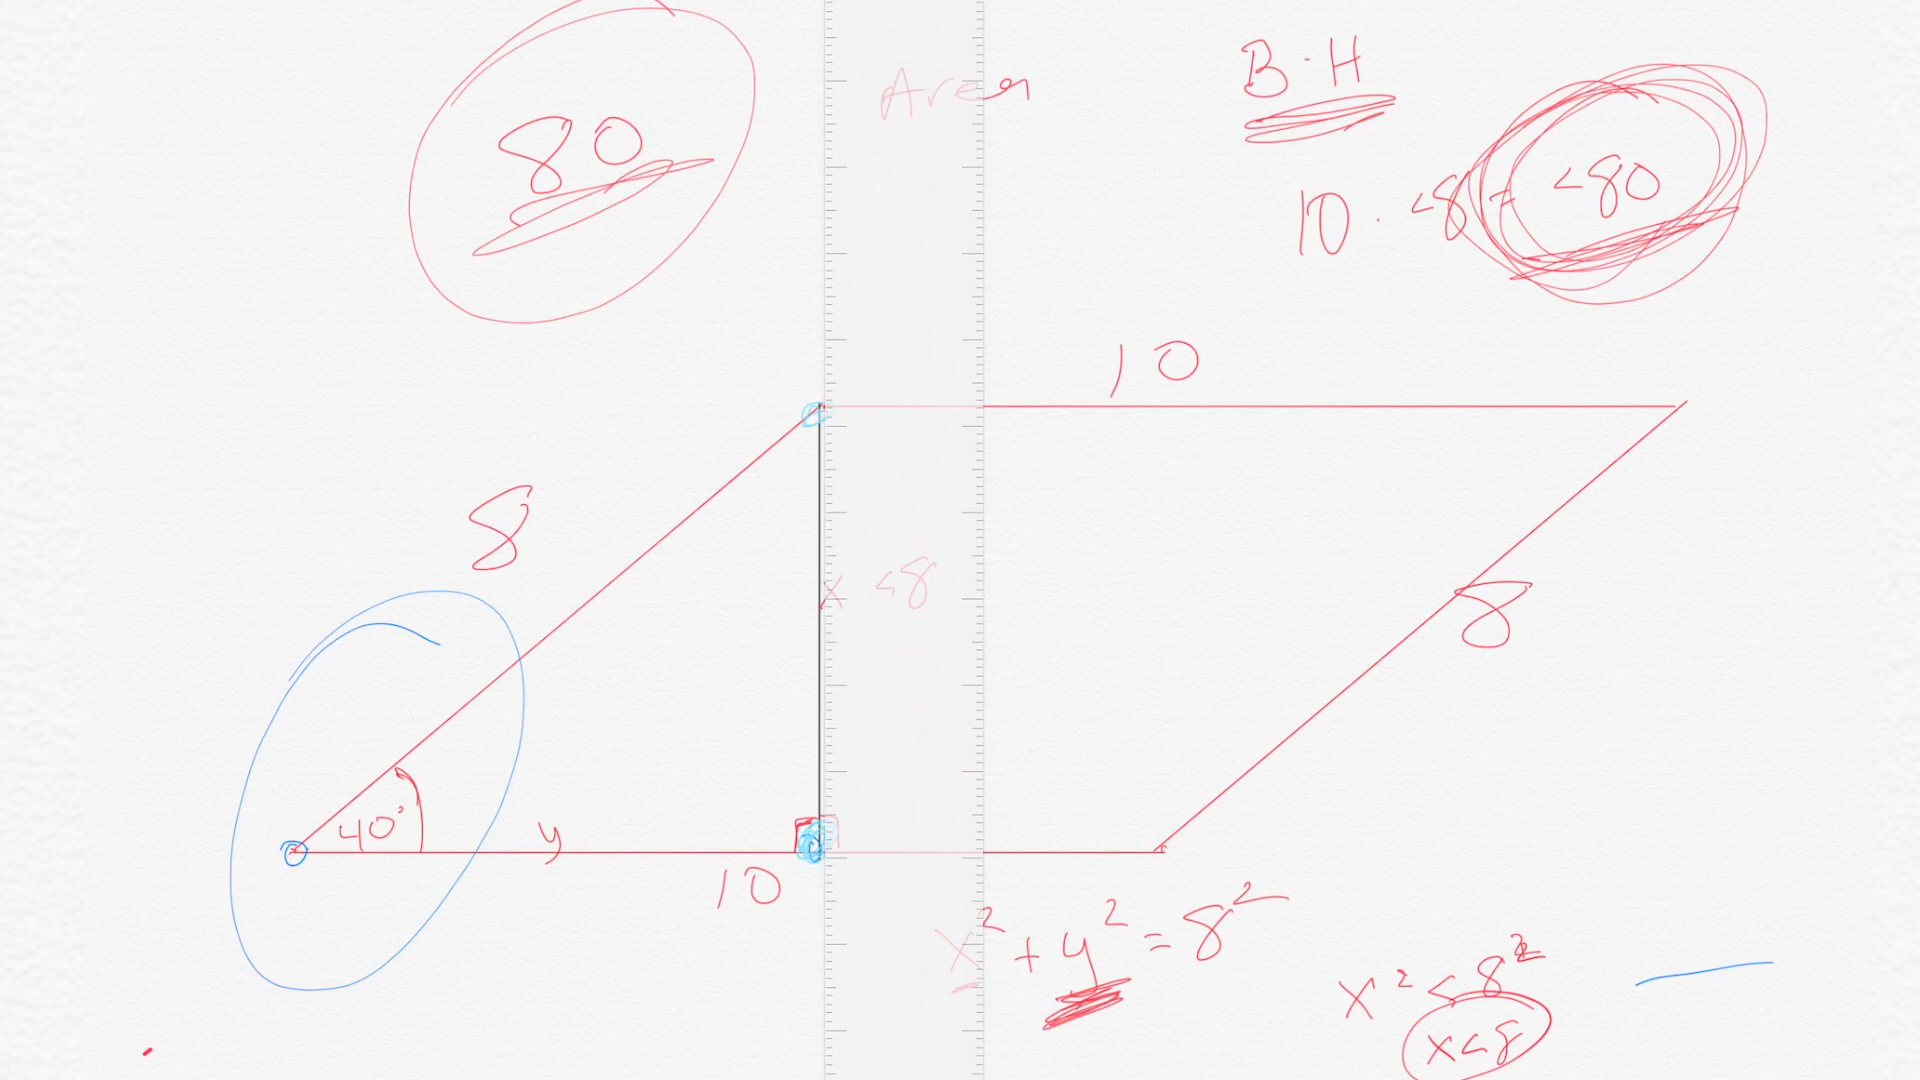 80
Area
B · H
10 · <8 = <80
10
8
x <8
8
40°
y
10
x² + y² = 8²
x² < 8²
x<8